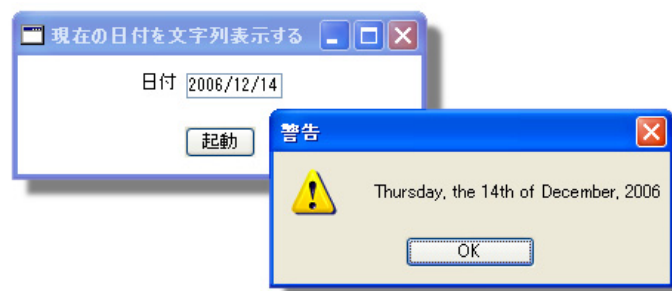 現在の日付を文字列表示する
日付 2006/12/14
起動
警告
Thursday, the 14th of December, 2006
OK